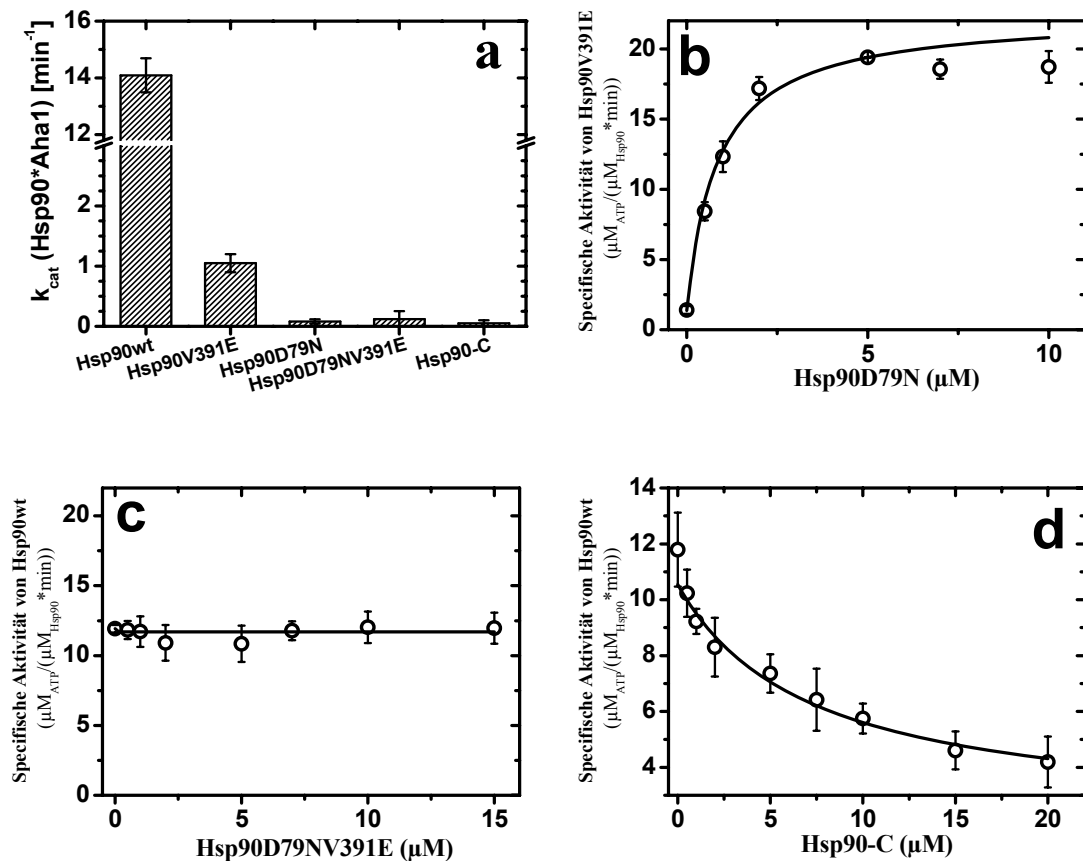 a
k_cat (Hsp90*Aha1) [min^-1]
16
14
12
2
1
0
Hsp90wt
Hsp90V391E
Hsp90D79N
Hsp90D79NV391E
Hsp90-C
b
Specifische Aktivität von Hsp90V391E
(µM_ATP/(µM_Hsp90*min))
20
15
10
5
0
0 5 10
Hsp90D79N (µM)
c
Specifische Aktivität von Hsp90wt
(µM_ATP/(µM_Hsp90*min))
20
15
10
5
0
0 5 10 15
Hsp90D79NV391E (µM)
d
Specifische Aktivität von Hsp90wt
(µM_ATP/(µM_Hsp90*min))
14
12
10
8
6
4
0 5 10 15 20
Hsp90-C (µM)